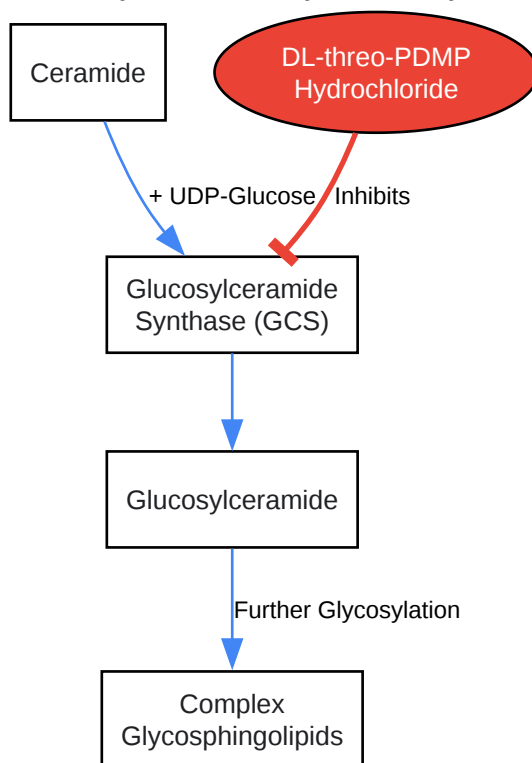 Ceramide
DL-threo-PDMP
Hydrochloride
+ UDP-Glucose
Inhibits
Glucosylceramide
Synthase (GCS)
Glucosylceramide
Further Glycosylation
Complex
Glycosphingolipids